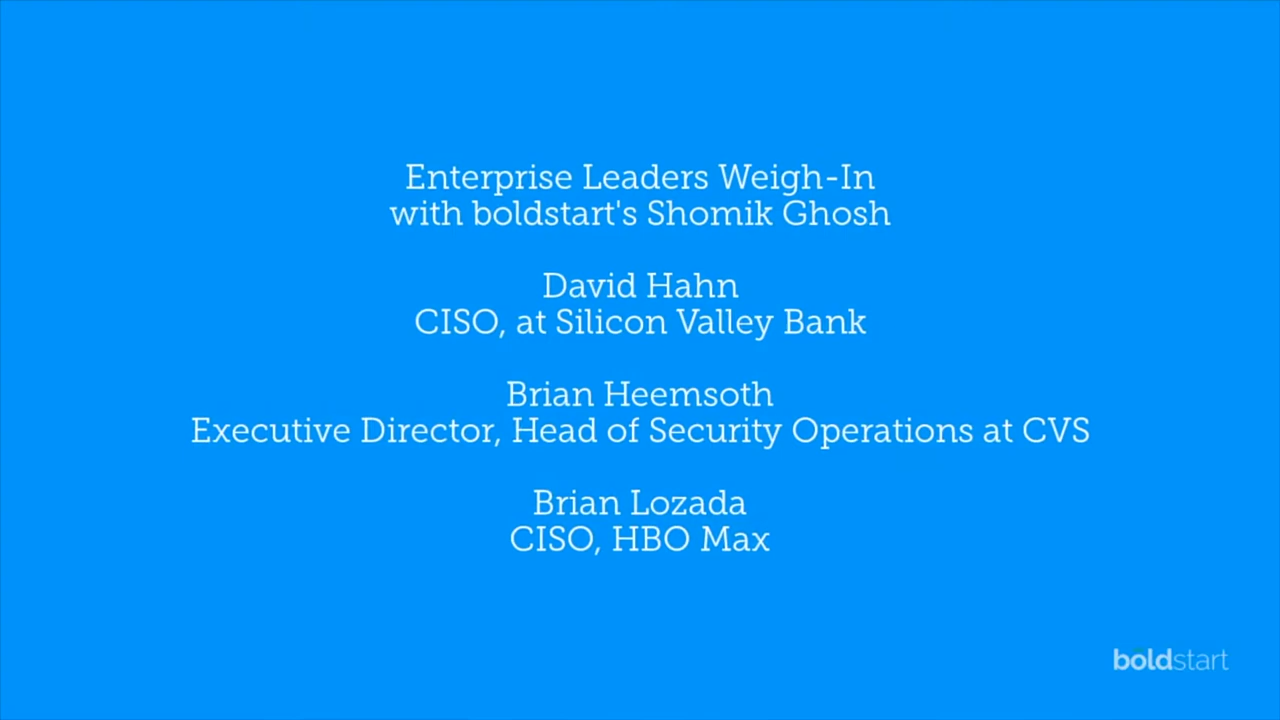 Enterprise Leaders Weigh-In
with boldstart's Shomik Ghosh
David Hahn
CISO, at Silicon Valley Bank
Brian Heemsoth
Executive Director, Head of Security Operations at CVS
Brian Lozada
CISO, HBO Max
boldstart